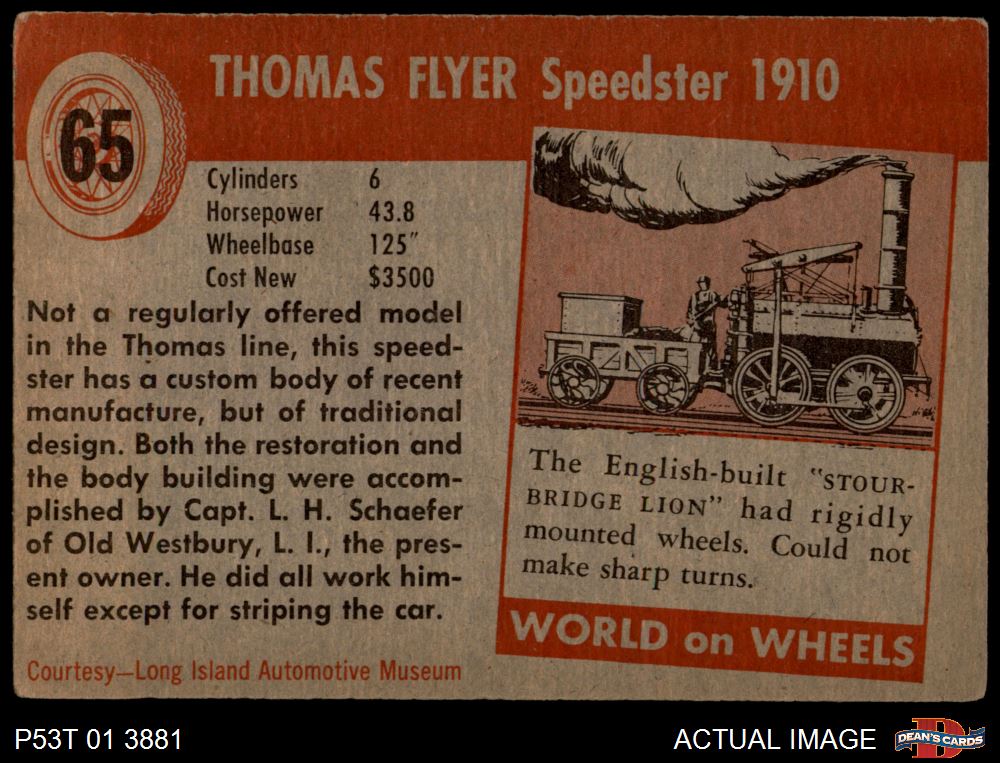 65
THOMAS FLYER Speedster 1910
Cylinders 6
Horsepower 43.8
Wheelbase 125"
Cost New $3500
Not a regularly offered model
in the Thomas line, this speed-
ster has a custom body of recent
manufacture, but of traditional
design. Both the restoration and
the body building were accom-
plished by Capt. L. H. Schaefer
of Old Westbury, L. I., the pres-
ent owner. He did all work him-
self except for striping the car.
Courtesy—Long Island Automotive Museum
The English-built "STOUR-
BRIDGE LION" had rigidly
mounted wheels. Could not
make sharp turns.
WORLD on WHEELS
P53T 01 3881
ACTUAL IMAGE
DEAN'S CARDS